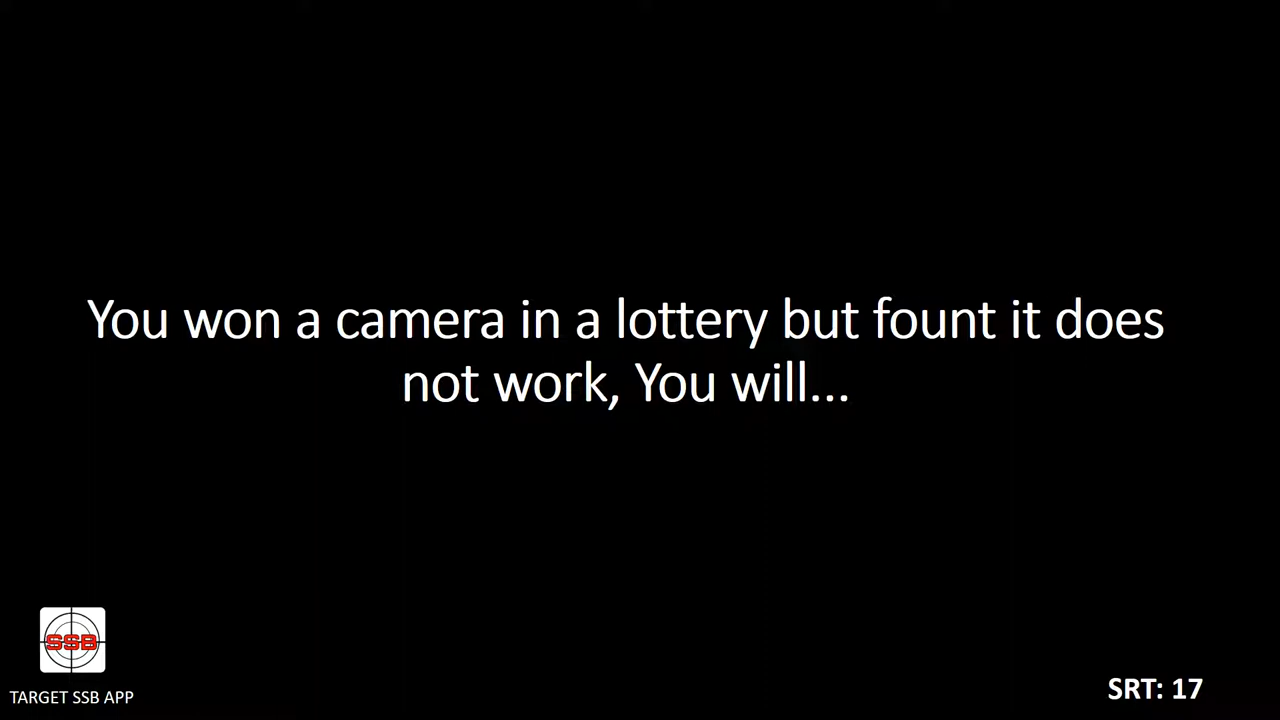 You won a camera in a lottery but fount it does
not work, You will...
SSB
TARGET SSB APP
SRT: 17